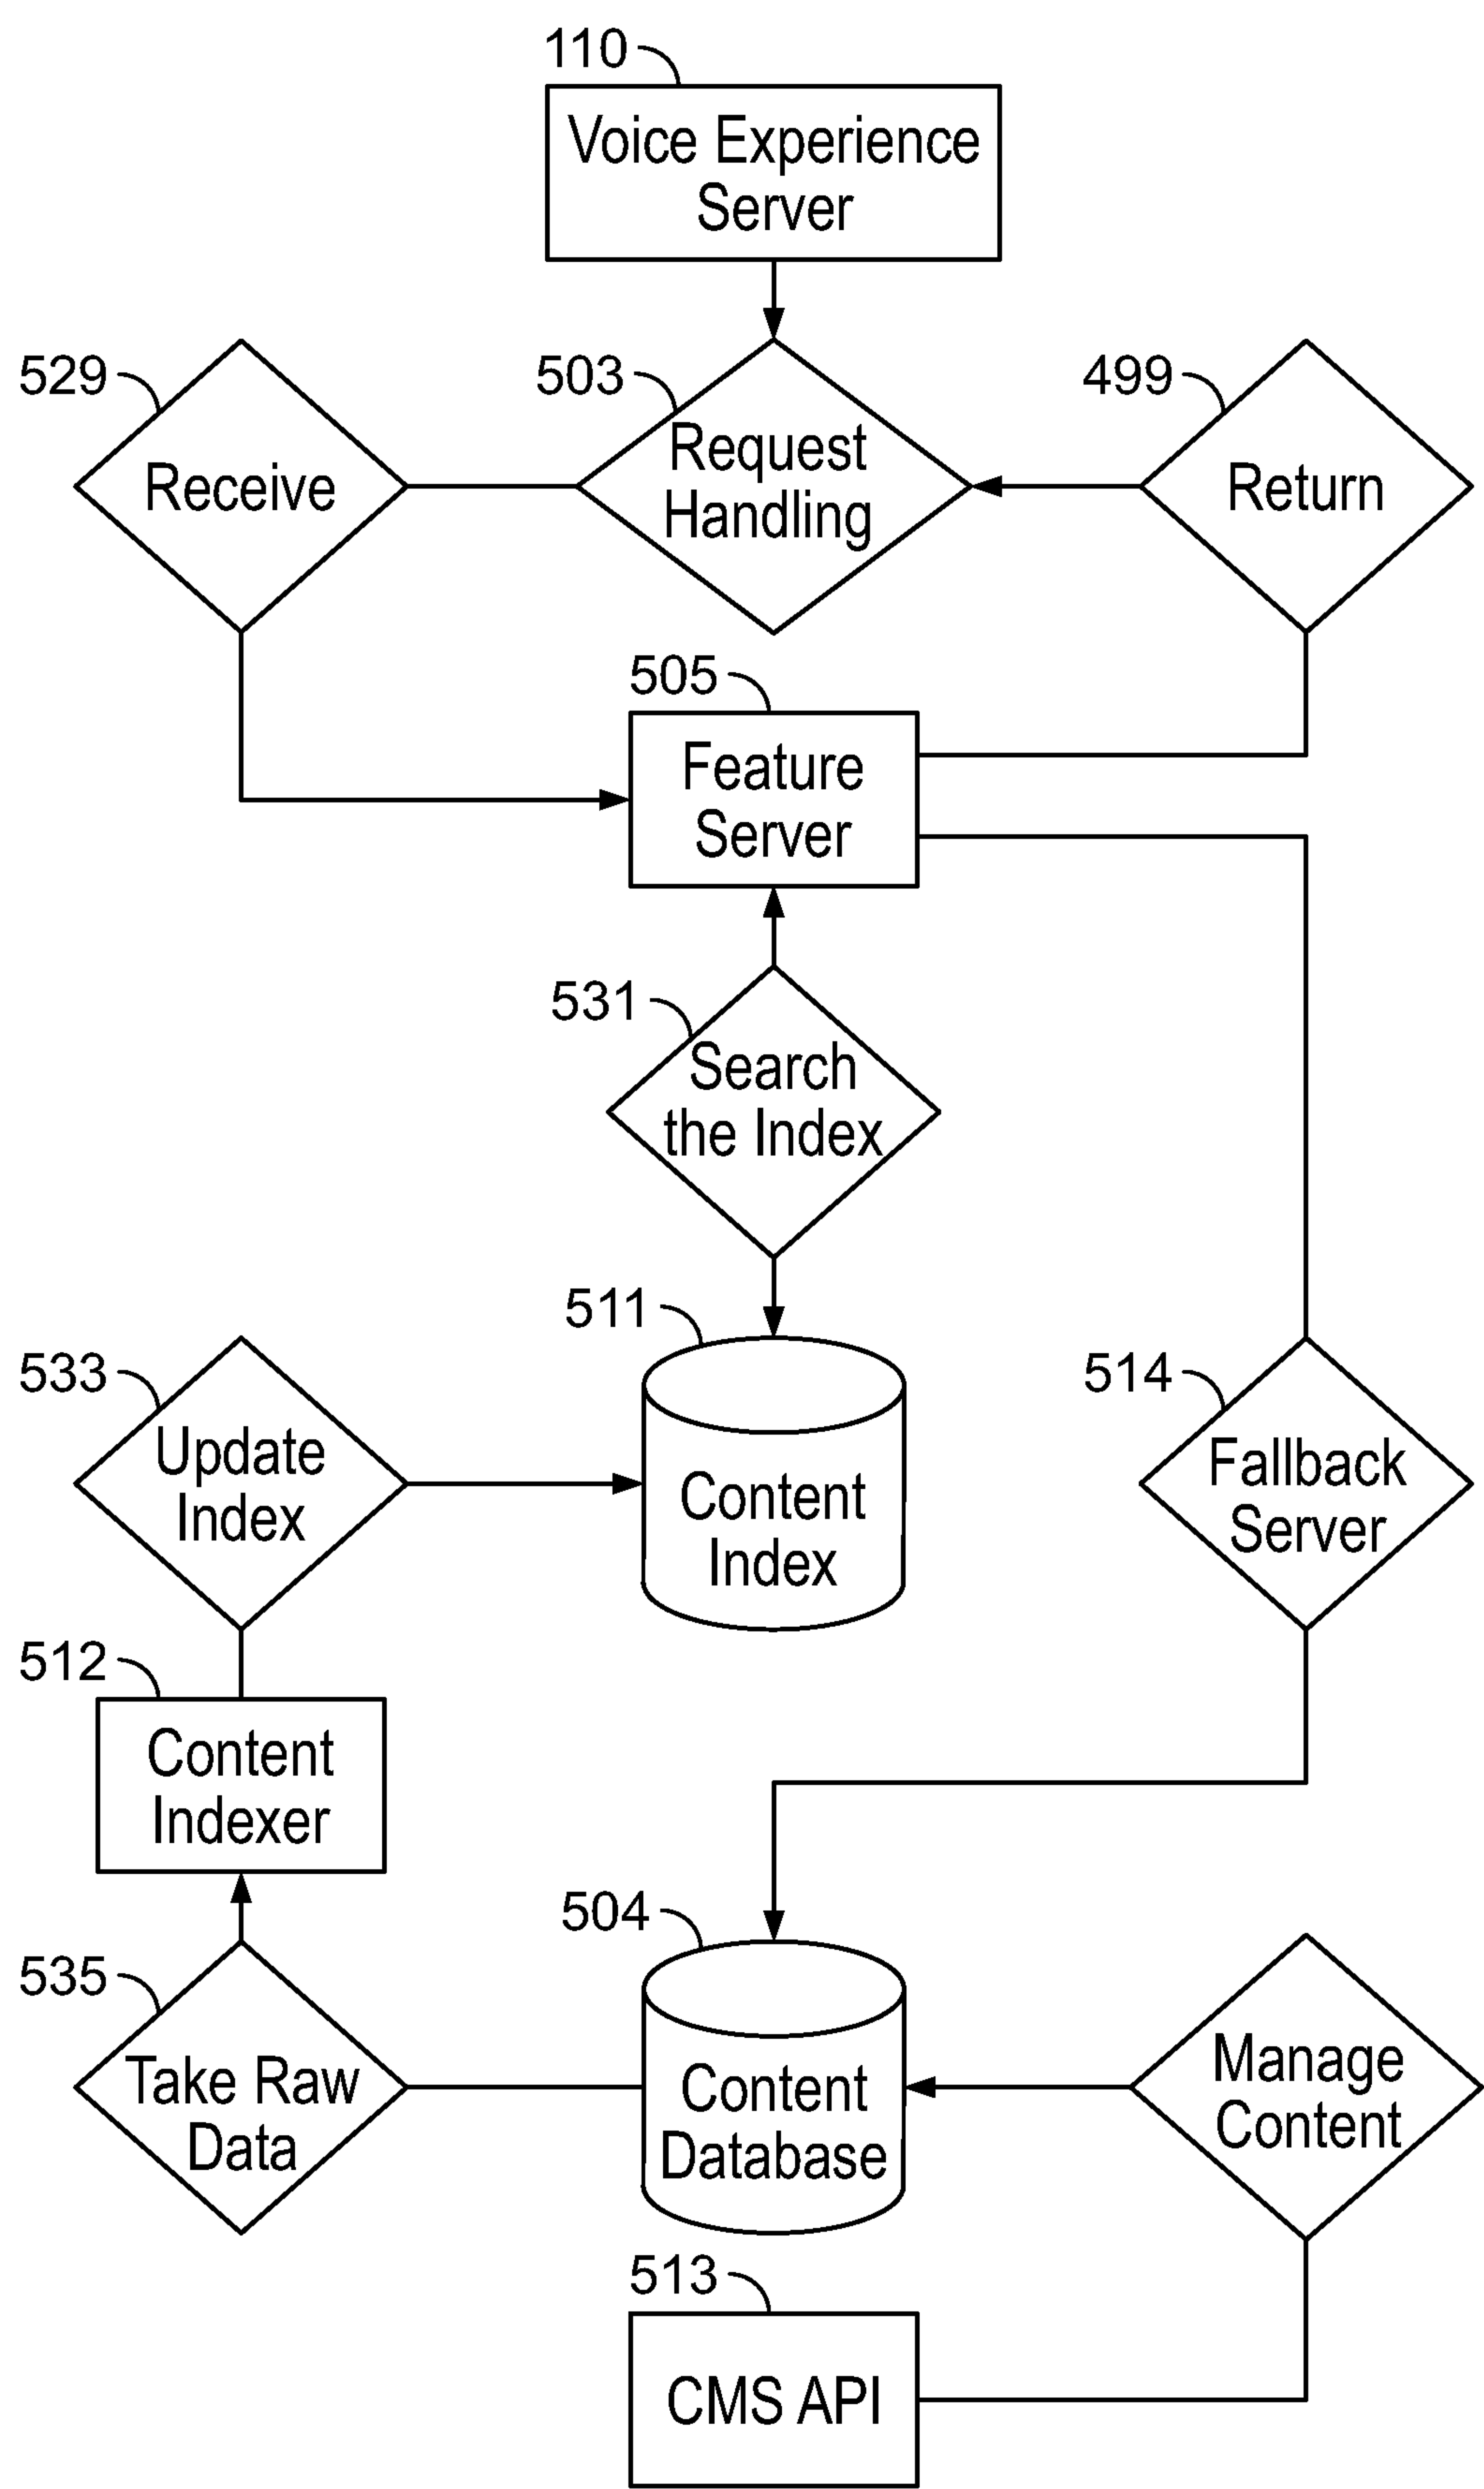 110
Voice Experience
Server
529
503
499
Receive
Request
Handling
Return
505
Feature
Server
531
Search
the Index
511
533
514
Update
Index
Content
Index
Fallback
Server
512
Content
Indexer
504
535
Take Raw
Data
Content
Database
Manage
Content
513
CMS API